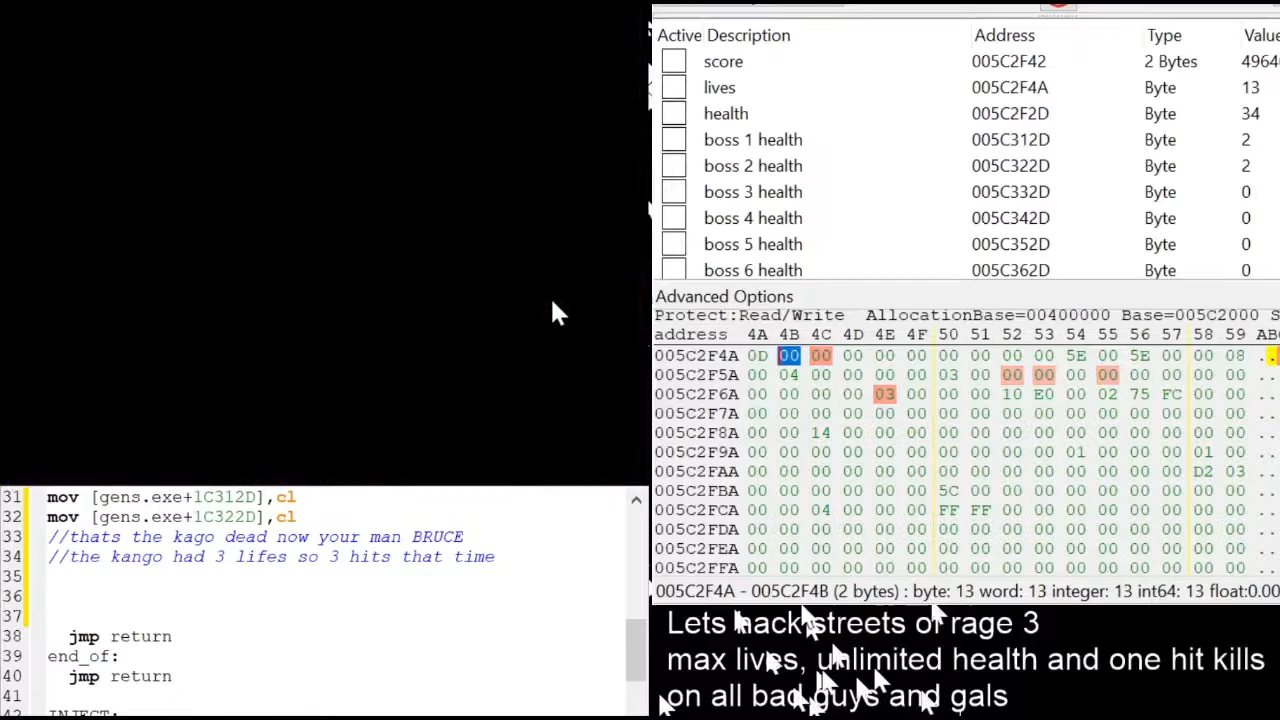 Active Description Address Type Value
score 005C2F42 2 Bytes 4964
lives 005C2F4A Byte 13
health 005C2F2D Byte 34
boss 1 health 005C312D Byte 2
boss 2 health 005C322D Byte 2
boss 3 health 005C332D Byte 0
boss 4 health 005C342D Byte 0
boss 5 health 005C352D Byte 0
boss 6 health 005C362D Byte 0
Advanced Options
Protect:Read/Write AllocationBase=00400000 Base=005C2000 S
address 4A 4B 4C 4D 4E 4F 50 51 52 53 54 55 56 57 58 59 AB
005C2F4A 0D 00 00 00 00 00 00 00 00 00 5E 00 5E 00 00 08 ..
005C2F5A 00 04 00 00 00 00 03 00 00 00 00 00 00 00 00 00 ..
005C2F6A 00 00 00 00 03 00 00 00 10 E0 00 02 75 FC 00 00 ..
005C2F7A 00 00 00 00 00 00 00 00 00 00 00 00 00 00 00 00 ..
005C2F8A 00 00 14 00 00 00 00 00 00 00 00 00 00 00 00 00 ..
005C2F9A 00 00 00 00 00 00 00 00 00 00 01 00 00 00 01 00 ..
005C2FAA 00 00 00 00 00 00 00 00 00 00 00 00 00 00 D2 03 ..
005C2FBA 00 00 00 00 00 00 5C 00 00 00 00 00 00 00 00 00 ..
005C2FCA 00 00 04 00 00 00 FF FF 00 00 00 00 00 00 00 00 ..
005C2FDA 00 00 00 00 00 00 00 00 00 00 00 00 00 00 00 00 ..
005C2FEA 00 00 00 00 00 00 00 00 00 00 00 00 00 00 00 00 ..
005C2FFA 00 00 00 00 00 00 00 00 00 00 00 00 00 00 00 00 ..
005C2F4A - 005C2F4B (2 bytes) : byte: 13 word: 13 integer: 13 int64: 13 float:0.00
31 mov [gens.exe+1C312D],cl
32 mov [gens.exe+1C322D],cl
33 //thats the kago dead now your man BRUCE
34 //the kango had 3 lifes so 3 hits that time
35
36
37
38 jmp return
39 end_of:
40 jmp return
41
42 INJECT:
Lets hack streets of rage 3
max lives, unlimited health and one hit kills
on all bad guys and gals